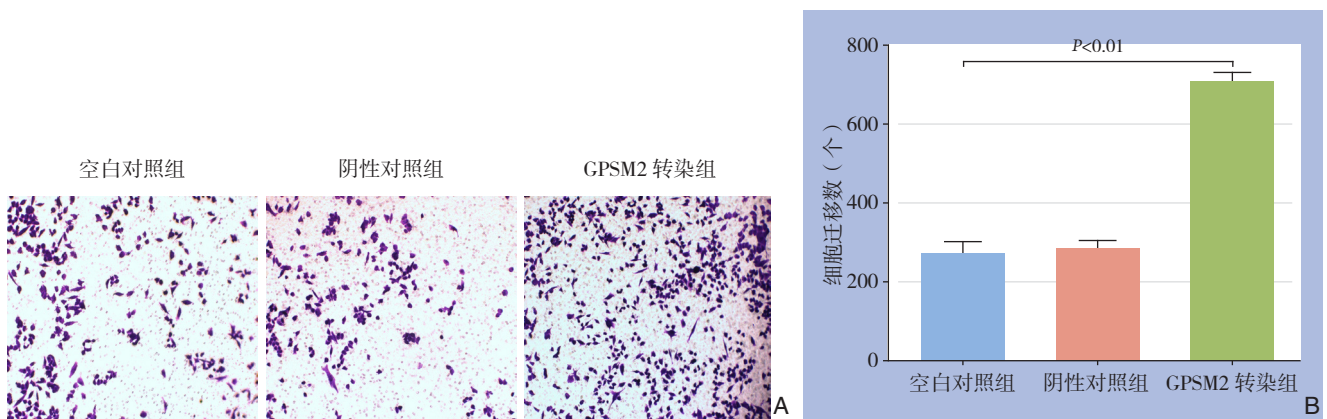 空白对照组
阴性对照组
GPSM2 转染组
A
细胞迁移数（个）
800
600
400
200
0
P<0.01
空白对照组
阴性对照组
GPSM2 转染组
B